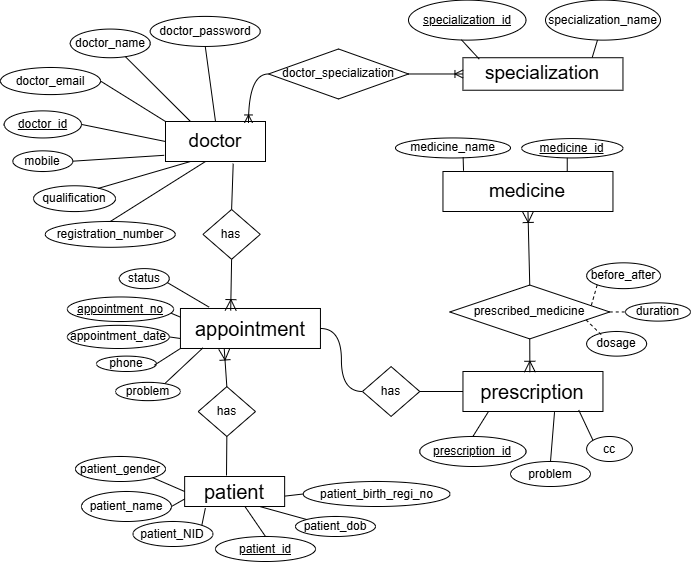 specialization_id
specialization_name
doctor_password
doctor_name
doctor_specialization
specialization
doctor_email
doctor_id
doctor
mobile
medicine_name
medicine_id
medicine
qualification
registration_number
has
status
before_after
appointment_no
prescribed_medicine
duration
appointment_date
appointment
dosage
phone
problem
has
prescription
has
prescription_id
cc
problem
patient_gender
patient_name
patient
patient_birth_regi_no
patient_NID
patient_dob
patient_id